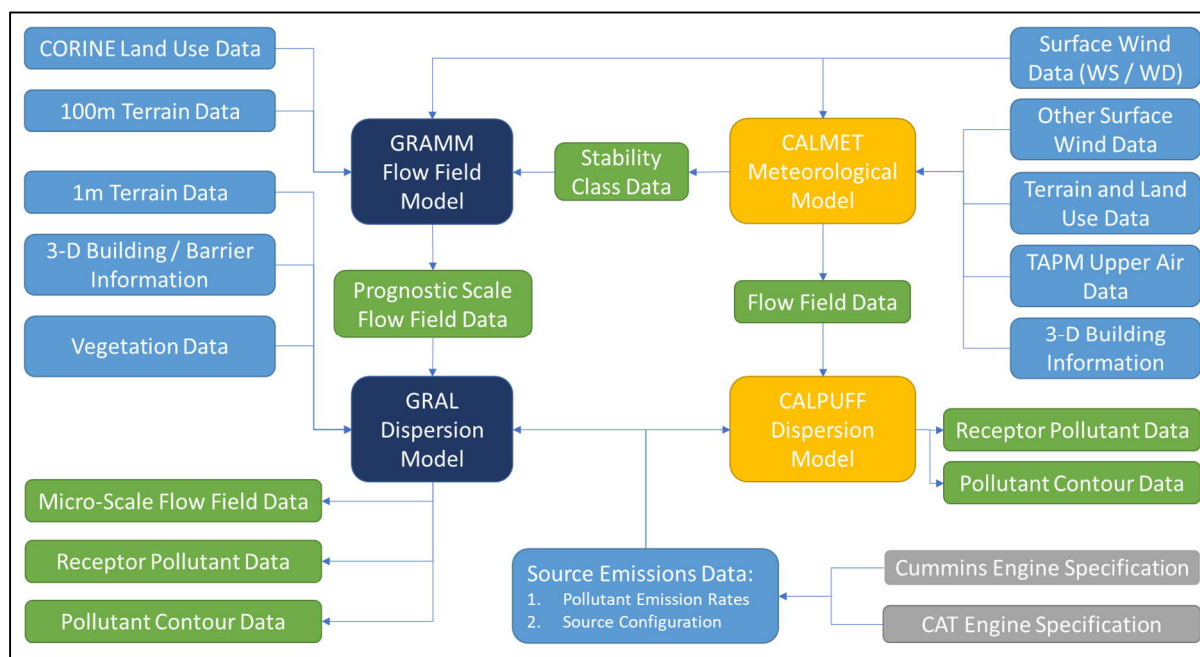 CORINE Land Use Data
100m Terrain Data
1m Terrain Data
3-D Building / Barrier
Information
Vegetation Data
GRAMM
Flow Field
Model
Stability
Class Data
CALMET
Meteorological
Model
Surface Wind
Data (WS / WD)
Other Surface
Wind Data
Terrain and Land
Use Data
TAPM Upper Air
Data
3-D Building
Information
Prognostic Scale
Flow Field Data
Flow Field Data
GRAL
Dispersion
Model
CALPUFF
Dispersion
Model
Receptor Pollutant Data
Pollutant Contour Data
Micro-Scale Flow Field Data
Receptor Pollutant Data
Pollutant Contour Data
Source Emissions Data:
1. Pollutant Emission Rates
2. Source Configuration
Cummins Engine Specification
CAT Engine Specification